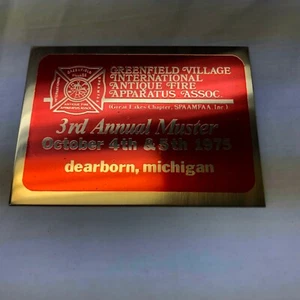 GREENFIELD VILLAGE
INTERNATIONAL
ANTIQUE FIRE
APPARATUS ASSOC.
(Great Lakes Chapter, SPAAMFAA, Inc.)
3rd Annual Muster
October 4th & 5th 1975
dearborn, michigan